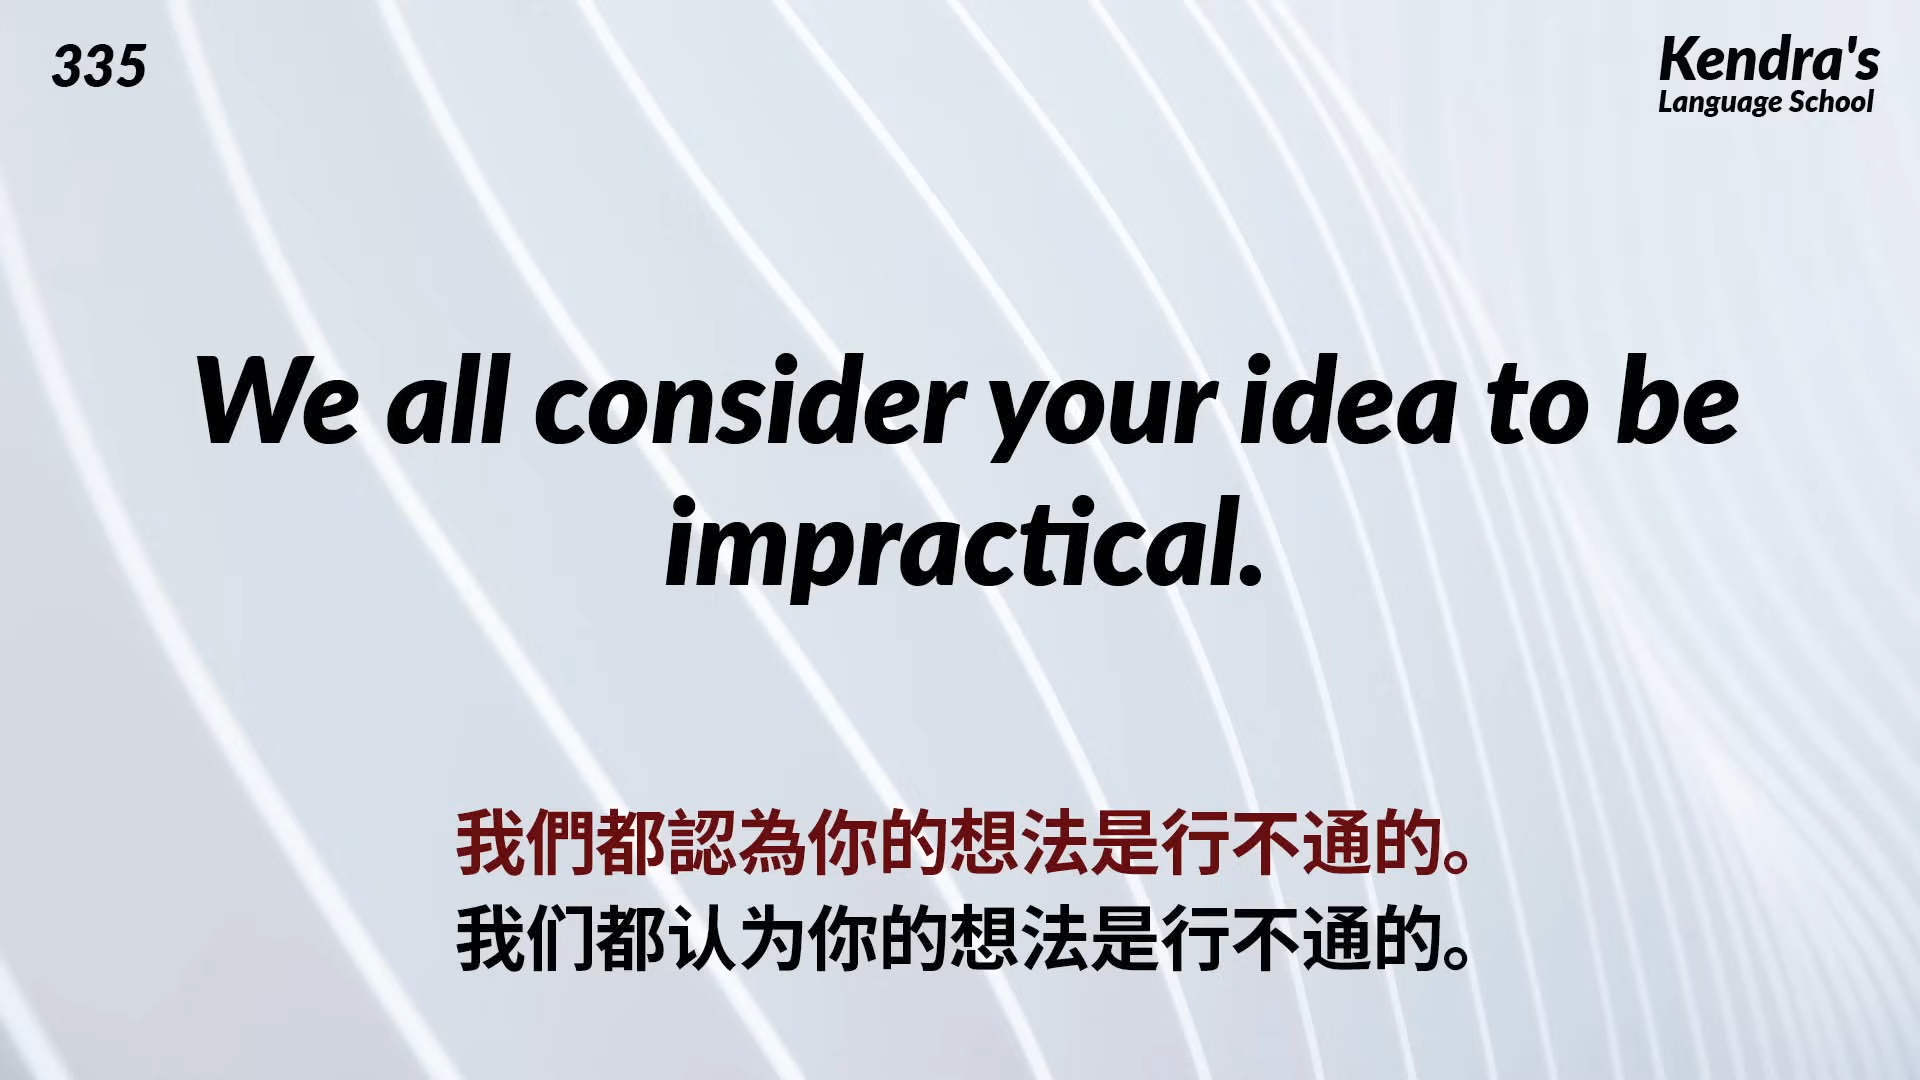 335
Kendra's
Language School
We all consider your idea to be
impractical.
我們都認為你的想法是行不通的。
我们都认为你的想法是行不通的。